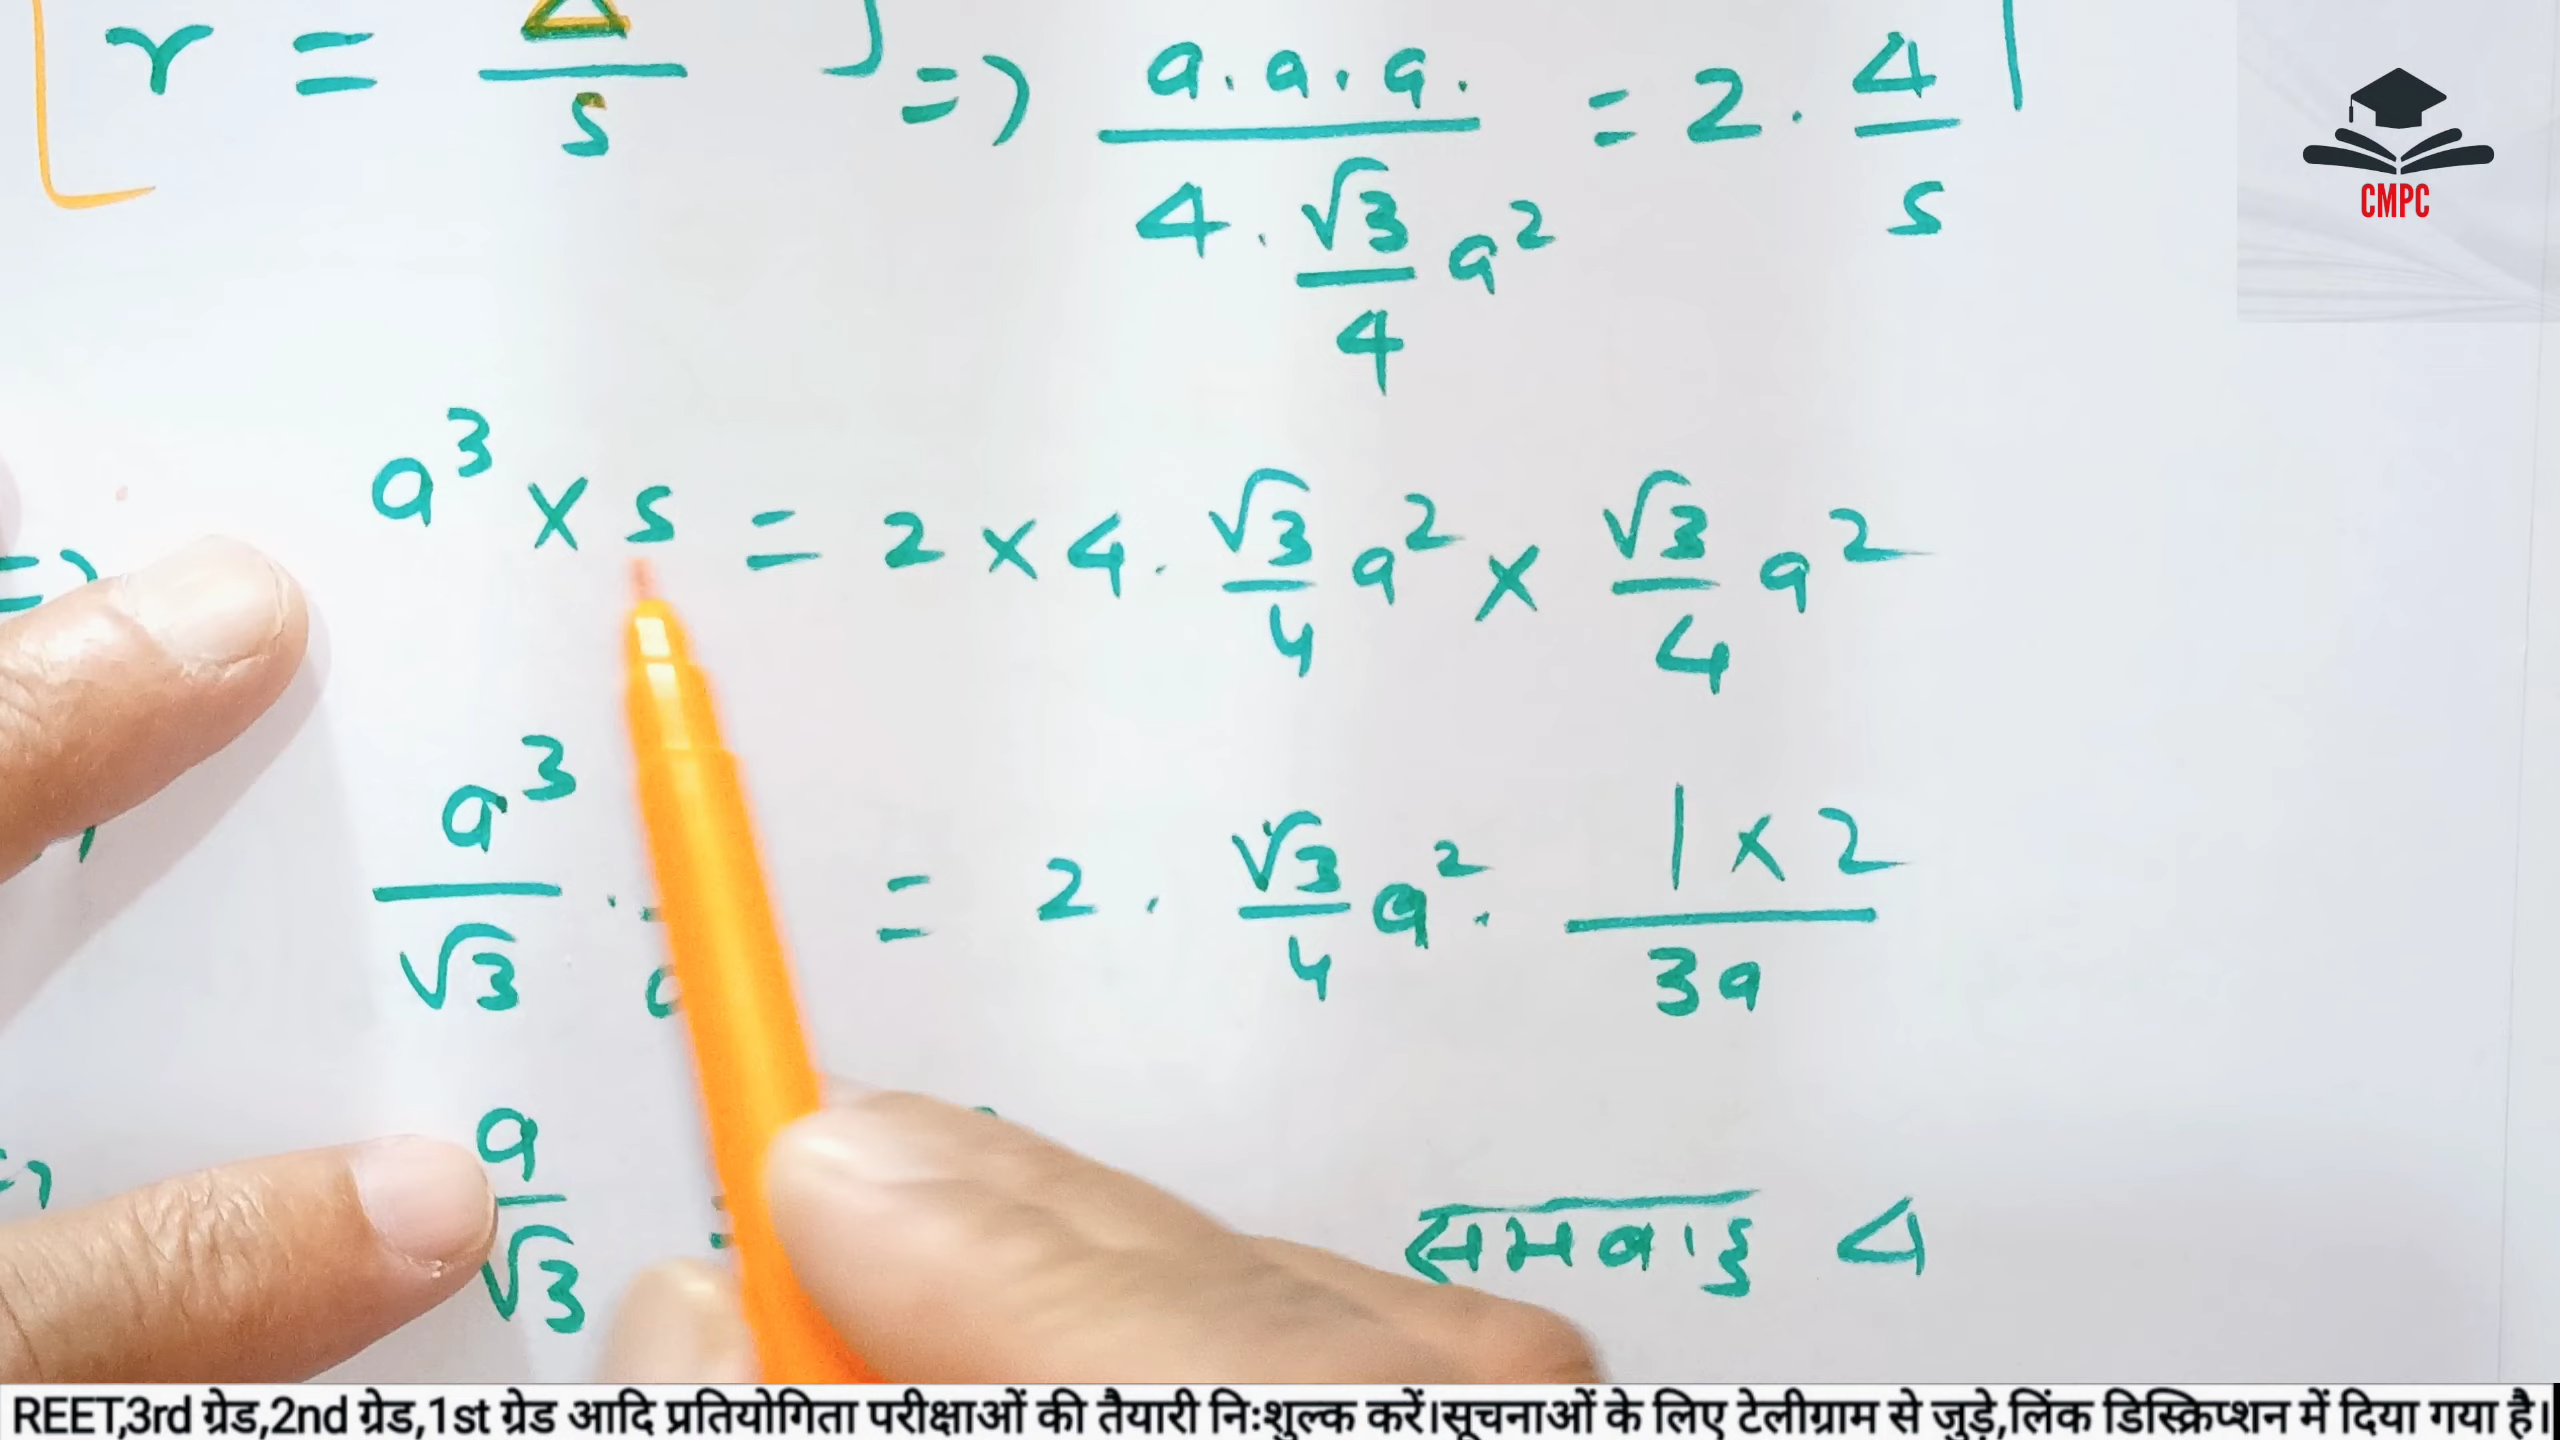 r = Δ/s => a.a.a./4.√3/4 a² = 2.Δ/s
CMPC
a³ × s = 2 × 4.√3/4 a² × √3/4 a²
a³/√3 . = 2.√3/4 a². 1×2/3a
a/√3 =
समबाहु Δ
REET,3rd ग्रेड,2nd ग्रेड,1st ग्रेड आदि प्रतियोगिता परीक्षाओं की तैयारी निःशुल्क करें।सूचनाओं के लिए टेलीग्राम से जुड़े,लिंक डिस्क्रिप्शन में दिया गया है।